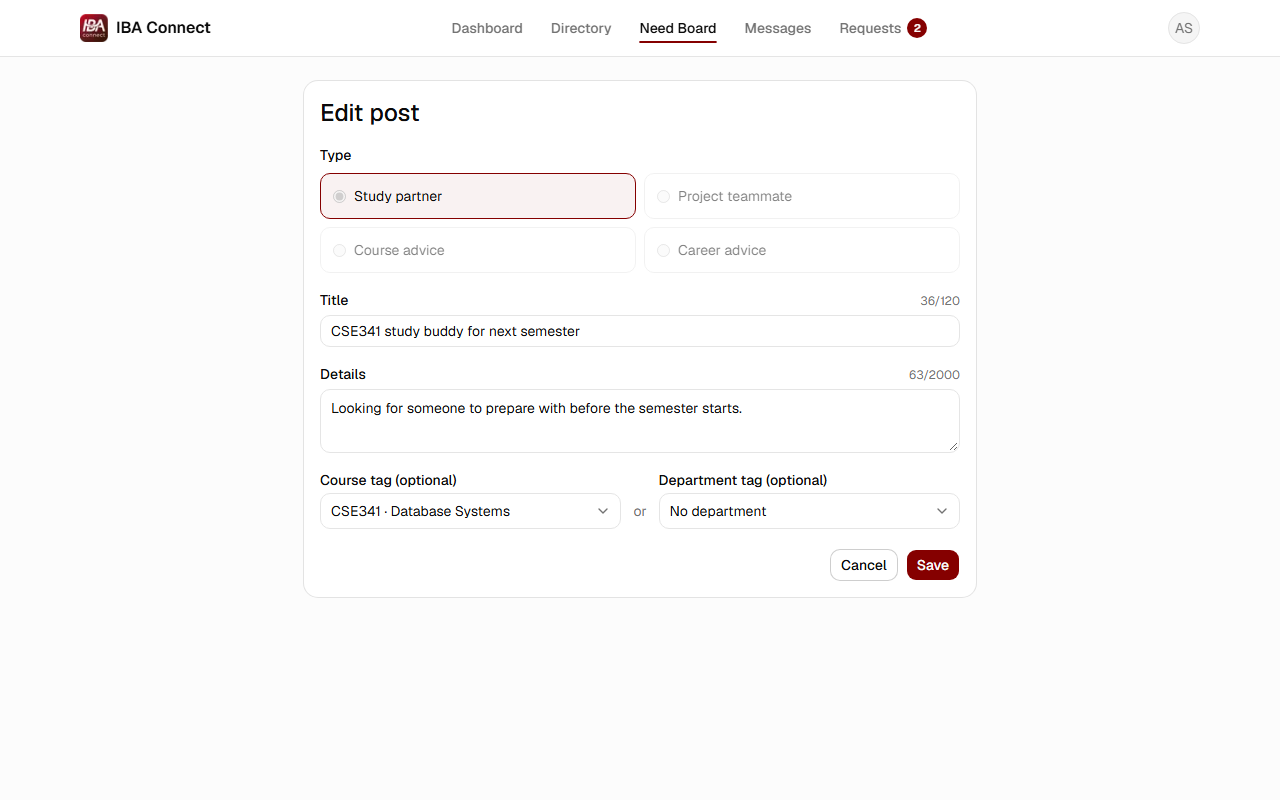 IBA connect
IBA Connect
Dashboard
Directory
Need Board
Messages
Requests 2
AS
Edit post
Type
Study partner
Project teammate
Course advice
Career advice
Title
36/120
CSE341 study buddy for next semester
Details
63/2000
Looking for someone to prepare with before the semester starts.
Course tag (optional)
Department tag (optional)
CSE341 · Database Systems
or
No department
Cancel
Save